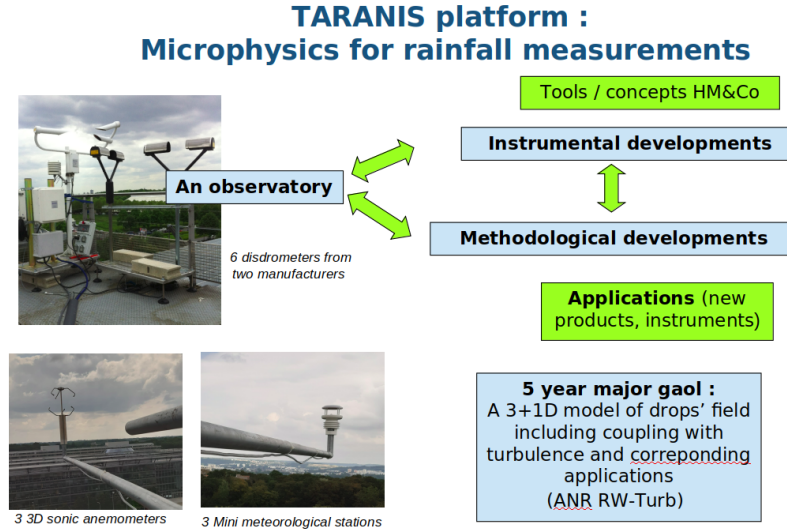 TARANIS platform :
Microphysics for rainfall measurements
Tools / concepts HM&Co
Instrumental developments
An observatory
Methodological developments
6 disdrometers from
two manufacturers
Applications (new
products, instruments)
5 year major gaol :
A 3+1D model of drops’ field
including coupling with
turbulence and correponding
applications
(ANR RW-Turb)
3 3D sonic anemometers
3 Mini meteorological stations